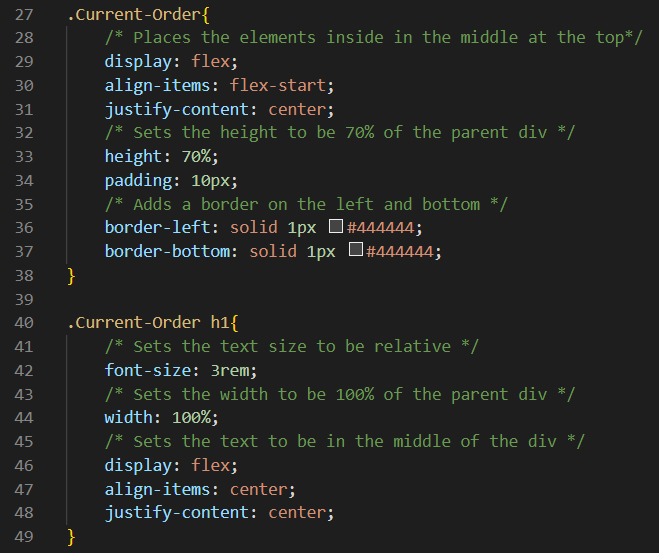 27 .Current-Order{
28     /* Places the elements inside in the middle at the top*/
29     display: flex;
30     align-items: flex-start;
31     justify-content: center;
32     /* Sets the height to be 70% of the parent div */
33     height: 70%;
34     padding: 10px;
35     /* Adds a border on the left and bottom */
36     border-left: solid 1px #444444;
37     border-bottom: solid 1px #444444;
38 }
39
40 .Current-Order h1{
41     /* Sets the text size to be relative */
42     font-size: 3rem;
43     /* Sets the width to be 100% of the parent div */
44     width: 100%;
45     /* Sets the text to be in the middle of the div */
46     display: flex;
47     align-items: center;
48     justify-content: center;
49 }